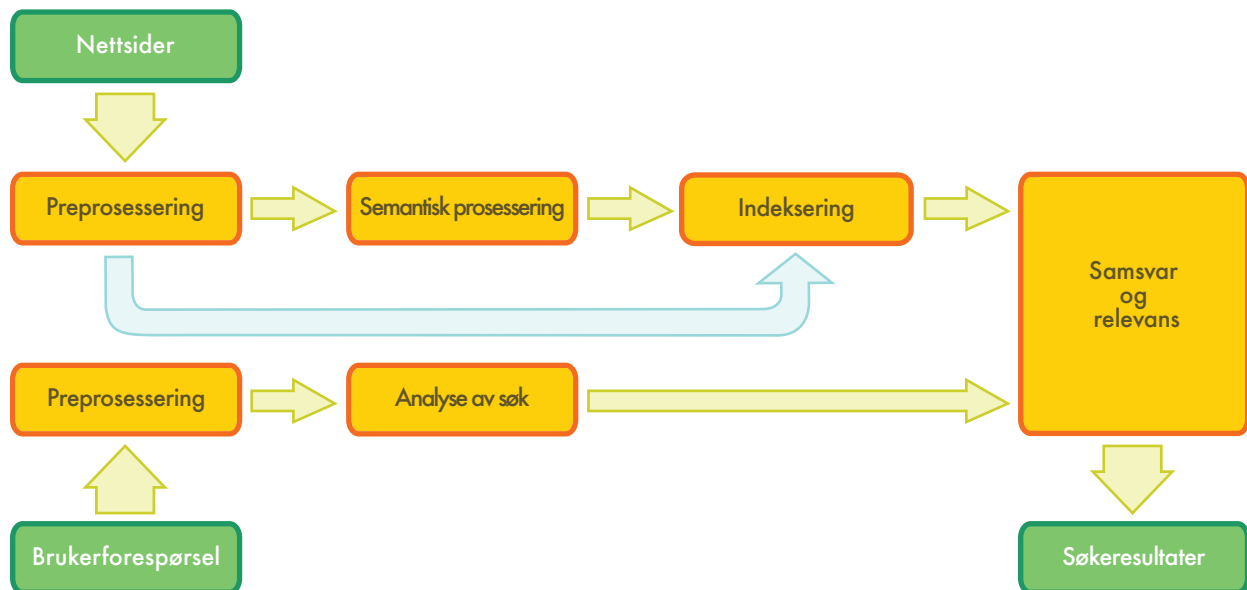 Nettsider
Preprosessering
Semantisk prosessering
Indeksering
Samsvar
og
relevans
Preprosessering
Analyse av søk
Brukerforespørsel
Søkeresultater